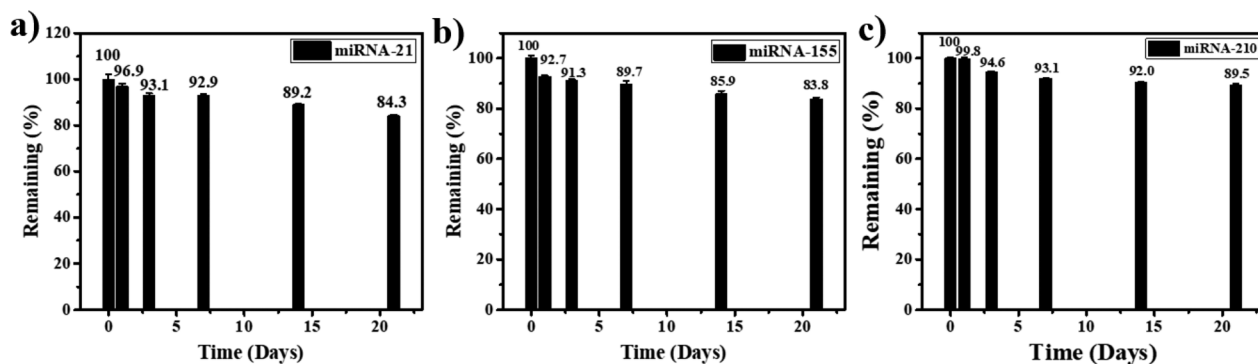 a)
miRNA-21
120
100
80
60
40
20
0
100
96.9
93.1
92.9
89.2
84.3
Remaining (%)
0 5 10 15 20
Time (Days)
b)
miRNA-155
100
80
60
40
20
0
100
92.7
91.3
89.7
85.9
83.8
Remaining (%)
0 5 10 15 20
Time (Days)
c)
miRNA-210
100
80
60
40
20
0
100
99.8
94.6
93.1
92.0
89.5
Remaining (%)
0 5 10 15 20
Time (Days)